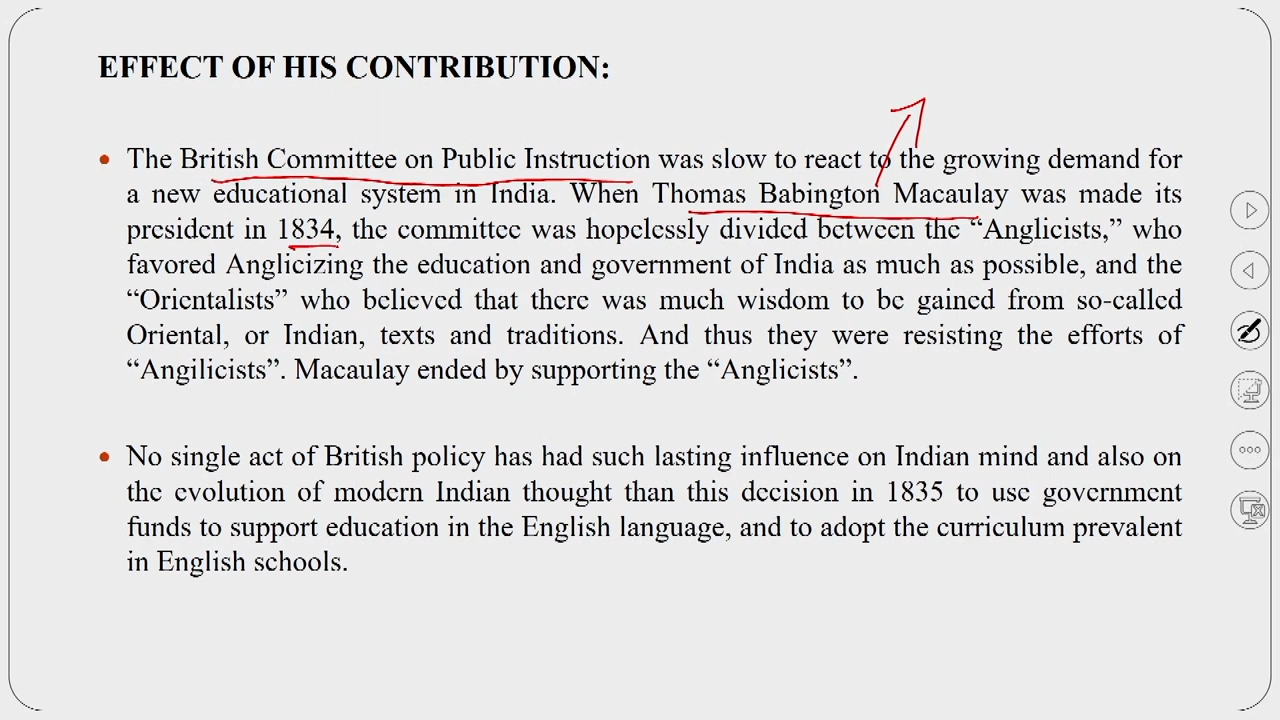 EFFECT OF HIS CONTRIBUTION:
• The British Committee on Public Instruction was slow to react to the growing demand for
a new educational system in India. When Thomas Babington Macaulay was made its
president in 1834, the committee was hopelessly divided between the “Anglicists,” who
favored Anglicizing the education and government of India as much as possible, and the
“Orientalists” who believed that there was much wisdom to be gained from so-called
Oriental, or Indian, texts and traditions. And thus they were resisting the efforts of
“Angilicists”. Macaulay ended by supporting the “Anglicists”.
• No single act of British policy has had such lasting influence on Indian mind and also on
the evolution of modern Indian thought than this decision in 1835 to use government
funds to support education in the English language, and to adopt the curriculum prevalent
in English schools.